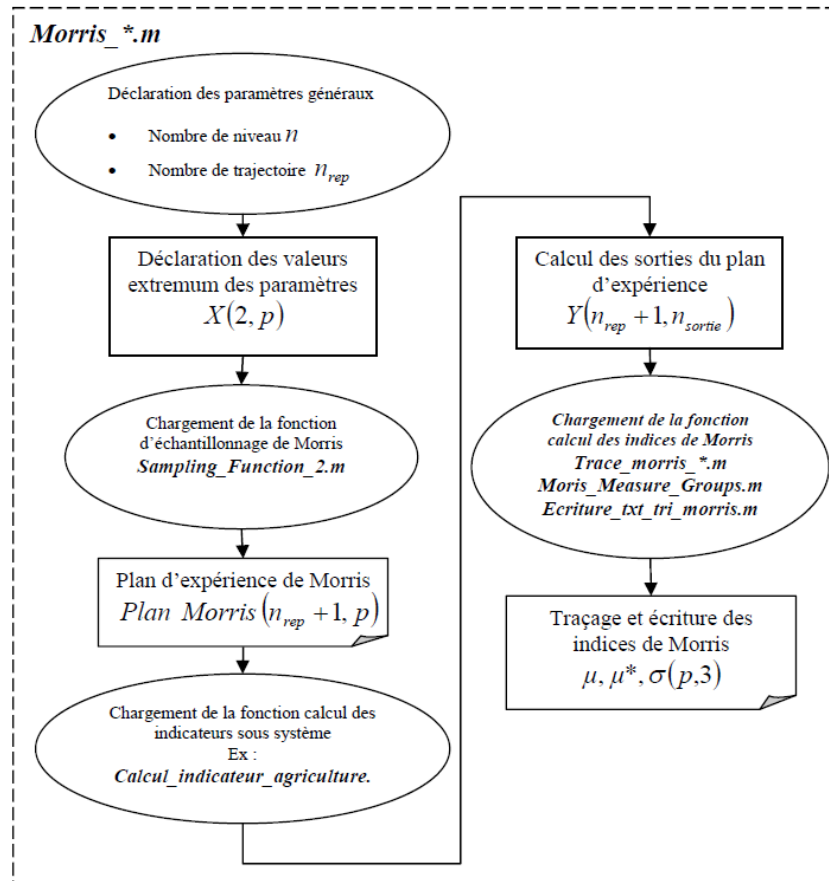 Morris_*.m
Déclaration des paramètres généraux
• Nombre de niveau n
• Nombre de trajectoire n_rep
Déclaration des valeurs
extremum des paramètres
X(2, p)
Chargement de la fonction
d'échantillonnage de Morris
Sampling_Function_2.m
Plan d'expérience de Morris
Plan Morris(n_rep + 1, p)
Chargement de la fonction calcul des
indicateurs sous système
Ex :
Calcul_indicateur_agriculture.
Calcul des sorties du plan
d'expérience
Y(n_rep + 1, n_sortie)
Chargement de la fonction
calcul des indices de Morris
Trace_morris_*.m
Moris_Measure_Groups.m
Ecriture_txt_tri_morris.m
Traçage et écriture des
indices de Morris
μ, μ*, σ(p,3)